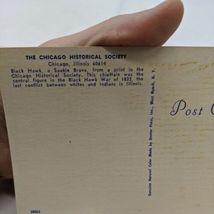 THE CHICAGO HISTORICAL SOCIETY
Chicago, Illinois 60614
Black Hawk, a Saukie Brave, from a print in the
Chicago Historical Society. This chieftain was the
central figure in the Black Hawk War of 1832, the
last conflict between whites and Indians in Illinois.
Post C